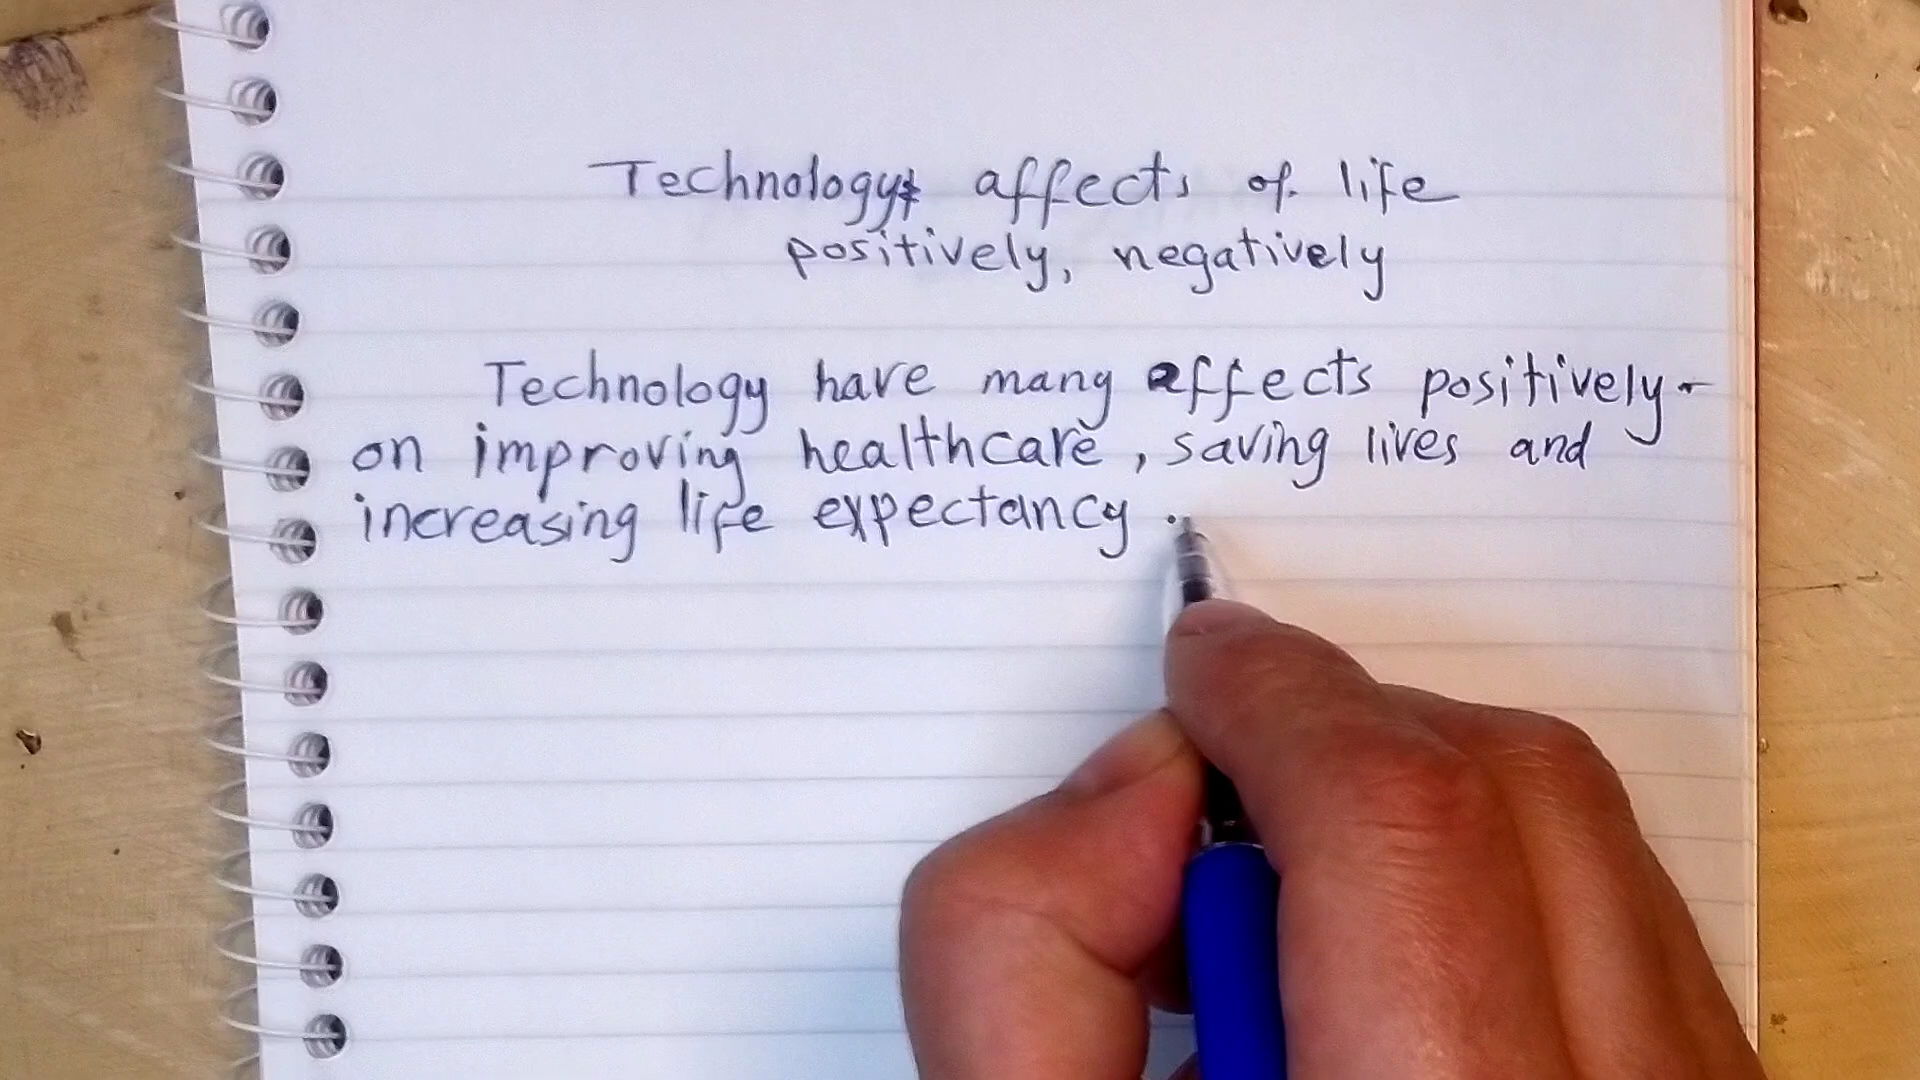 Technology affects of life
positively, negatively
Technology have many affects positively
on improving healthcare, saving lives and
increasing life expectancy.